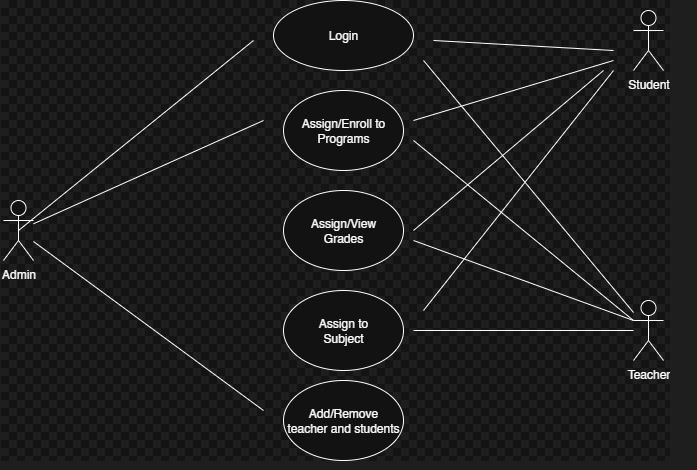 Login
Student
Assign/Enroll to
Programs
Assign/View
Grades
Admin
Assign to
Subject
Teacher
Add/Remove
teacher and students